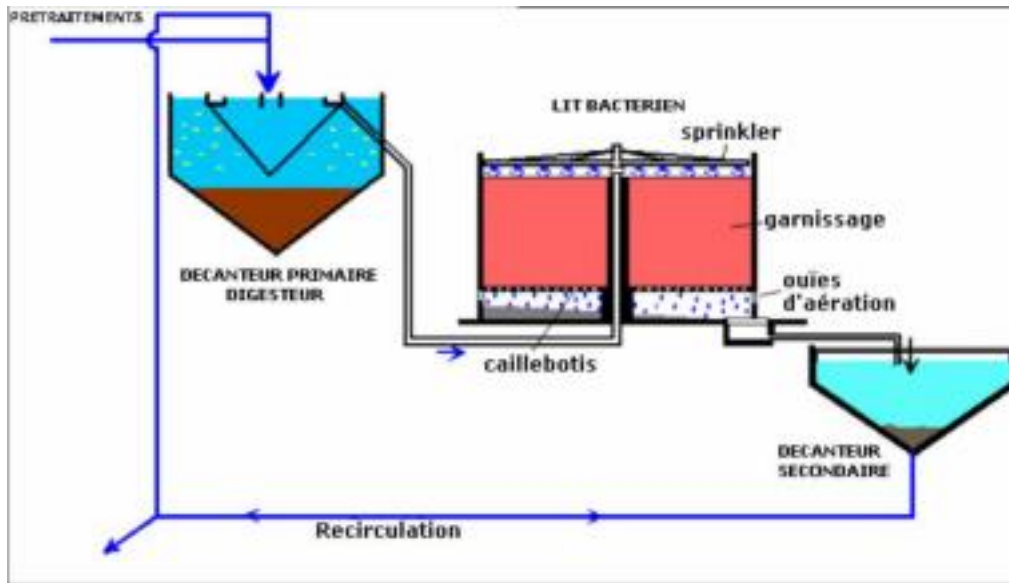 PRETRAITEMENTS
LIT BACTERIEN
sprinkler
garnissage
DECANTEUR PRIMAIRE
DIGESTEUR
ouïes
d'aération
caillebotis
DECANTEUR
SECONDAIRE
Recirculation